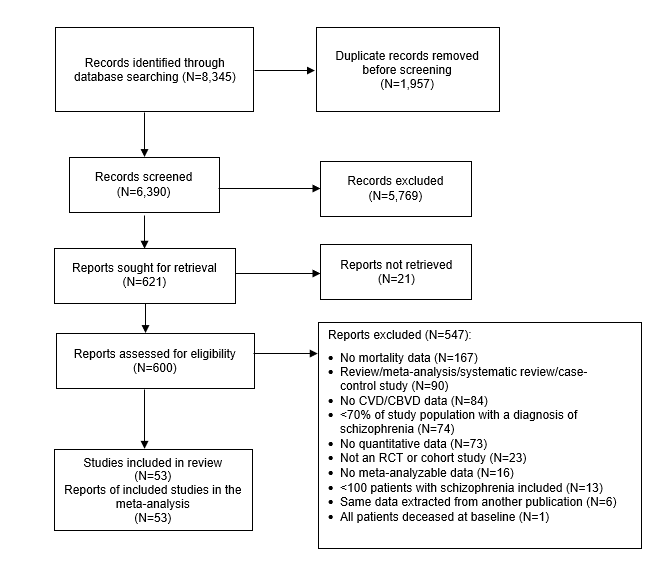 Records identified through
database searching (N=8,345)
Duplicate records removed
before screening
(N=1,957)
Records screened
(N=6,390)
Records excluded
(N=5,769)
Reports sought for retrieval
(N=621)
Reports not retrieved
(N=21)
Reports assessed for eligibility
(N=600)
Reports excluded (N=547):
• No mortality data (N=167)
• Review/meta-analysis/systematic review/case-
control study (N=90)
• No CVD/CBVD data (N=84)
• <70% of study population with a diagnosis of
schizophrenia (N=74)
• No quantitative data (N=73)
• Not an RCT or cohort study (N=23)
• No meta-analyzable data (N=16)
• <100 patients with schizophrenia included (N=13)
• Same data extracted from another publication (N=6)
• All patients deceased at baseline (N=1)
Studies included in review
(N=53)
Reports of included studies in the
meta-analysis
(N=53)